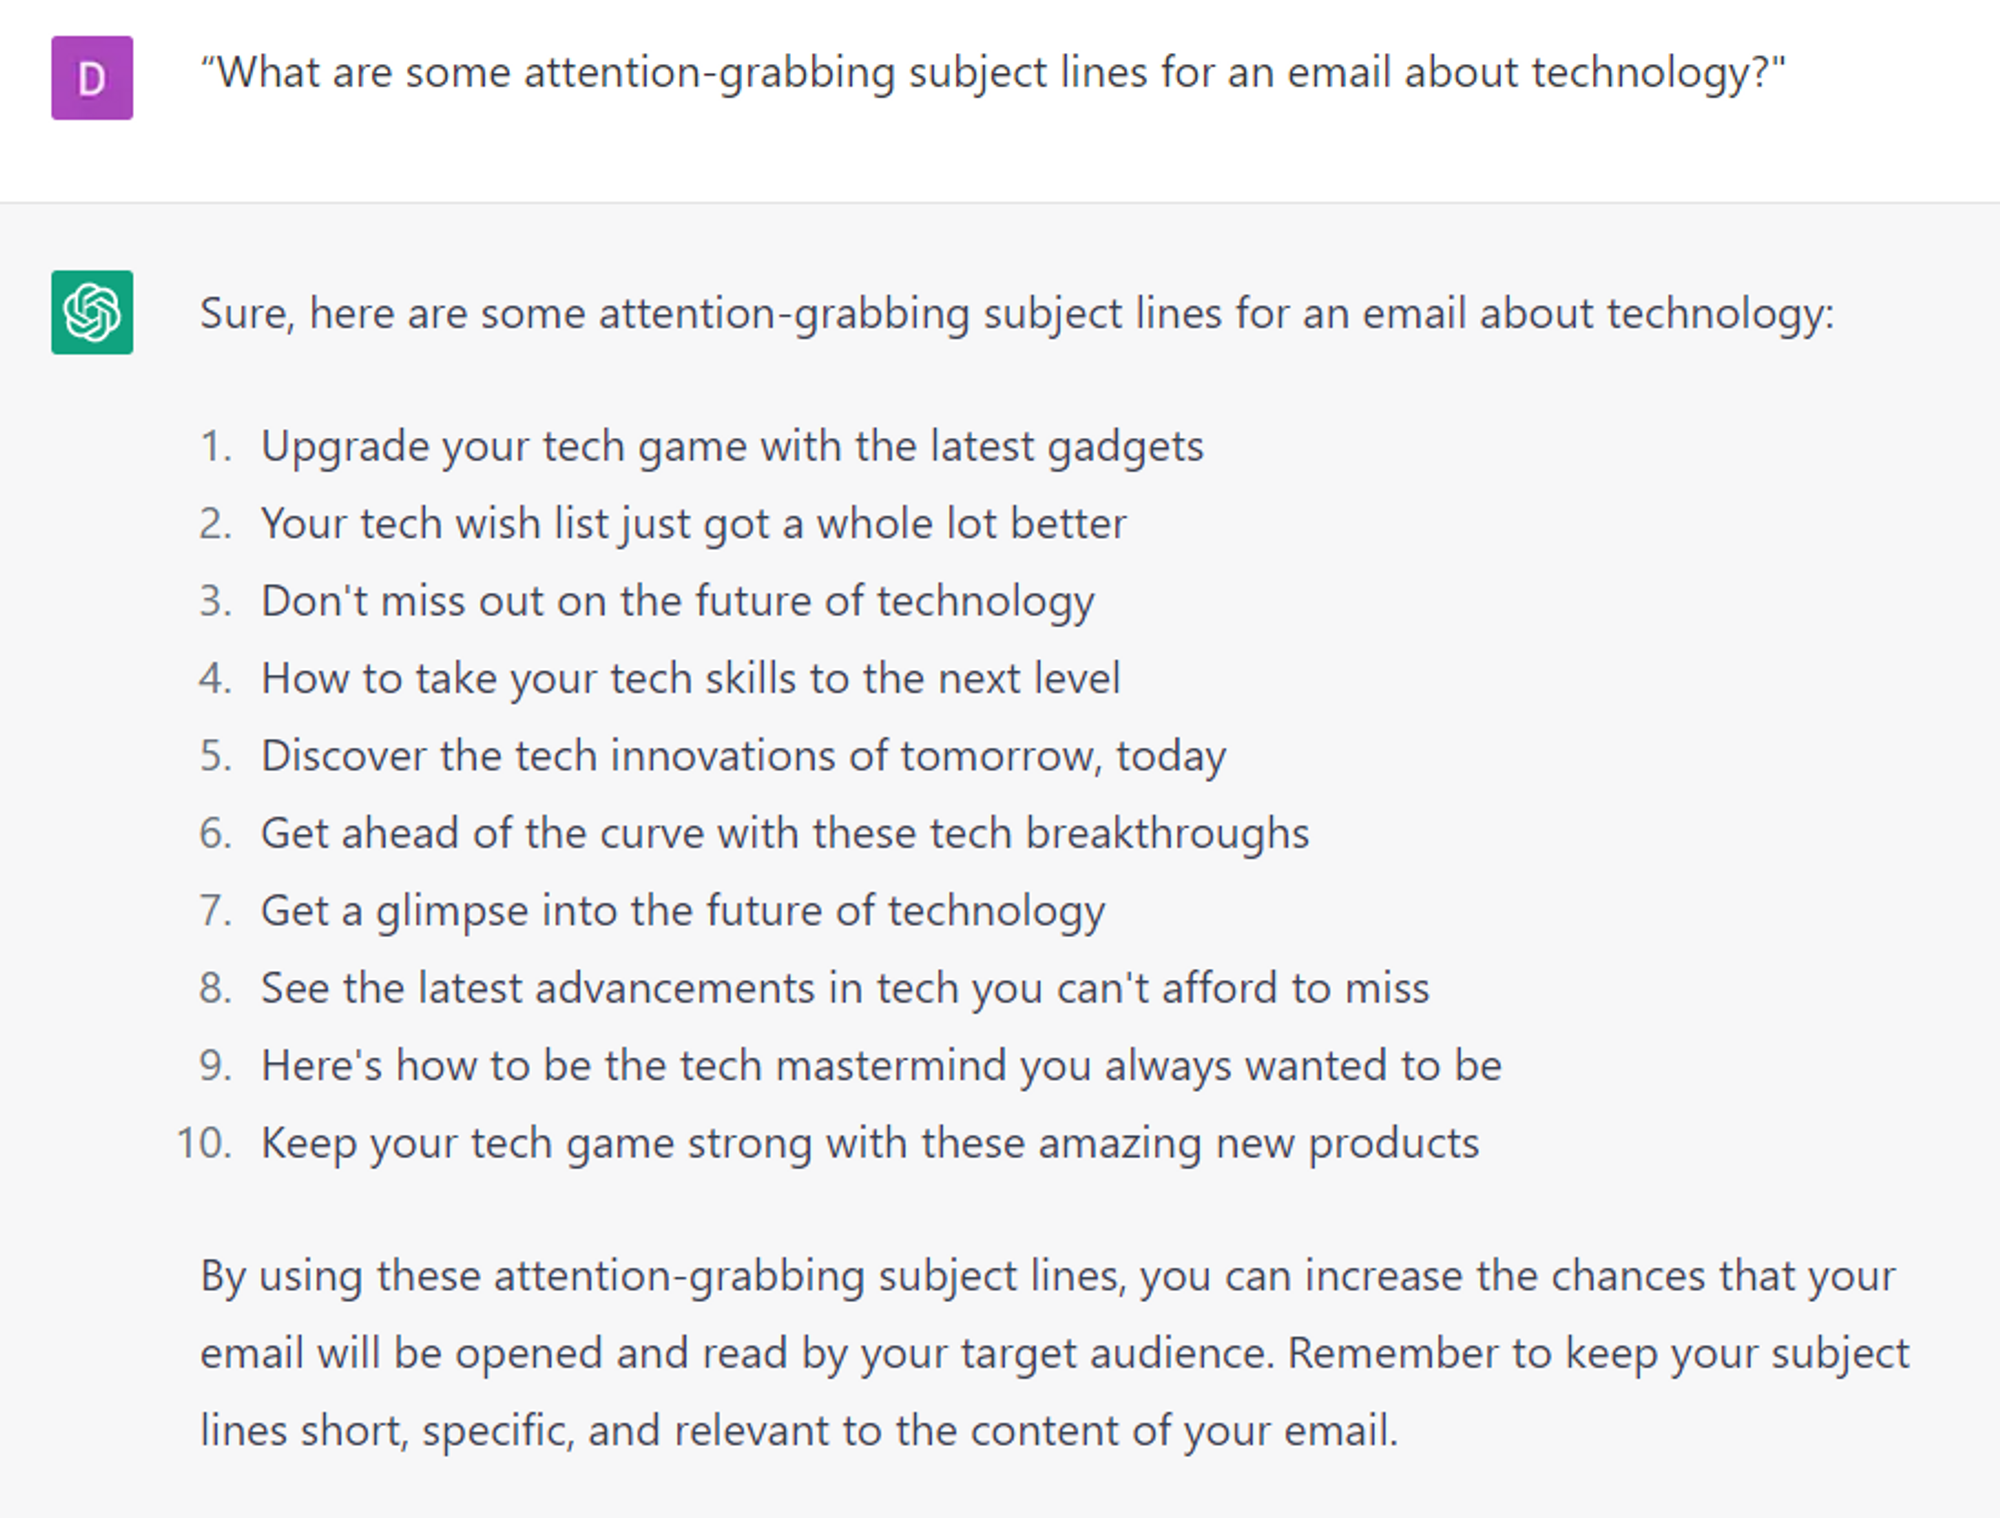 D
“What are some attention-grabbing subject lines for an email about technology?"
Sure, here are some attention-grabbing subject lines for an email about technology:
1. Upgrade your tech game with the latest gadgets
2. Your tech wish list just got a whole lot better
3. Don't miss out on the future of technology
4. How to take your tech skills to the next level
5. Discover the tech innovations of tomorrow, today
6. Get ahead of the curve with these tech breakthroughs
7. Get a glimpse into the future of technology
8. See the latest advancements in tech you can't afford to miss
9. Here's how to be the tech mastermind you always wanted to be
10. Keep your tech game strong with these amazing new products
By using these attention-grabbing subject lines, you can increase the chances that your
email will be opened and read by your target audience. Remember to keep your subject
lines short, specific, and relevant to the content of your email.